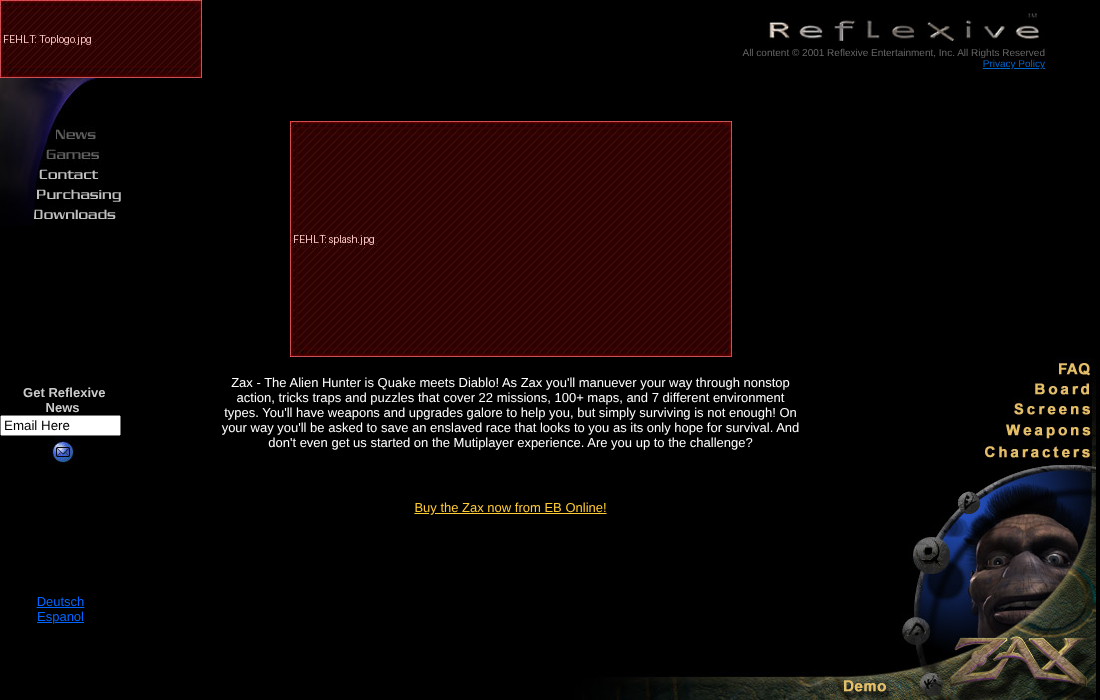 FEHLT: Toplogo.jpg
Reflexive™
All content © 2001 Reflexive Entertainment, Inc. All Rights Reserved
Privacy Policy
News
Games
Contact
Purchasing
Downloads
FEHLT: splash.jpg
Zax - The Alien Hunter is Quake meets Diablo! As Zax you'll manuever your way through nonstop
action, tricks traps and puzzles that cover 22 missions, 100+ maps, and 7 different environment
types. You'll have weapons and upgrades galore to help you, but simply surviving is not enough! On
your way you'll be asked to save an enslaved race that looks to you as its only hope for survival. And
don't even get us started on the Mutiplayer experience. Are you up to the challenge?
Get Reflexive
News
Email Here
Buy the Zax now from EB Online!
Deutsch
Espanol
FAQ
Board
Screens
Weapons
Characters
ZAX
Demo